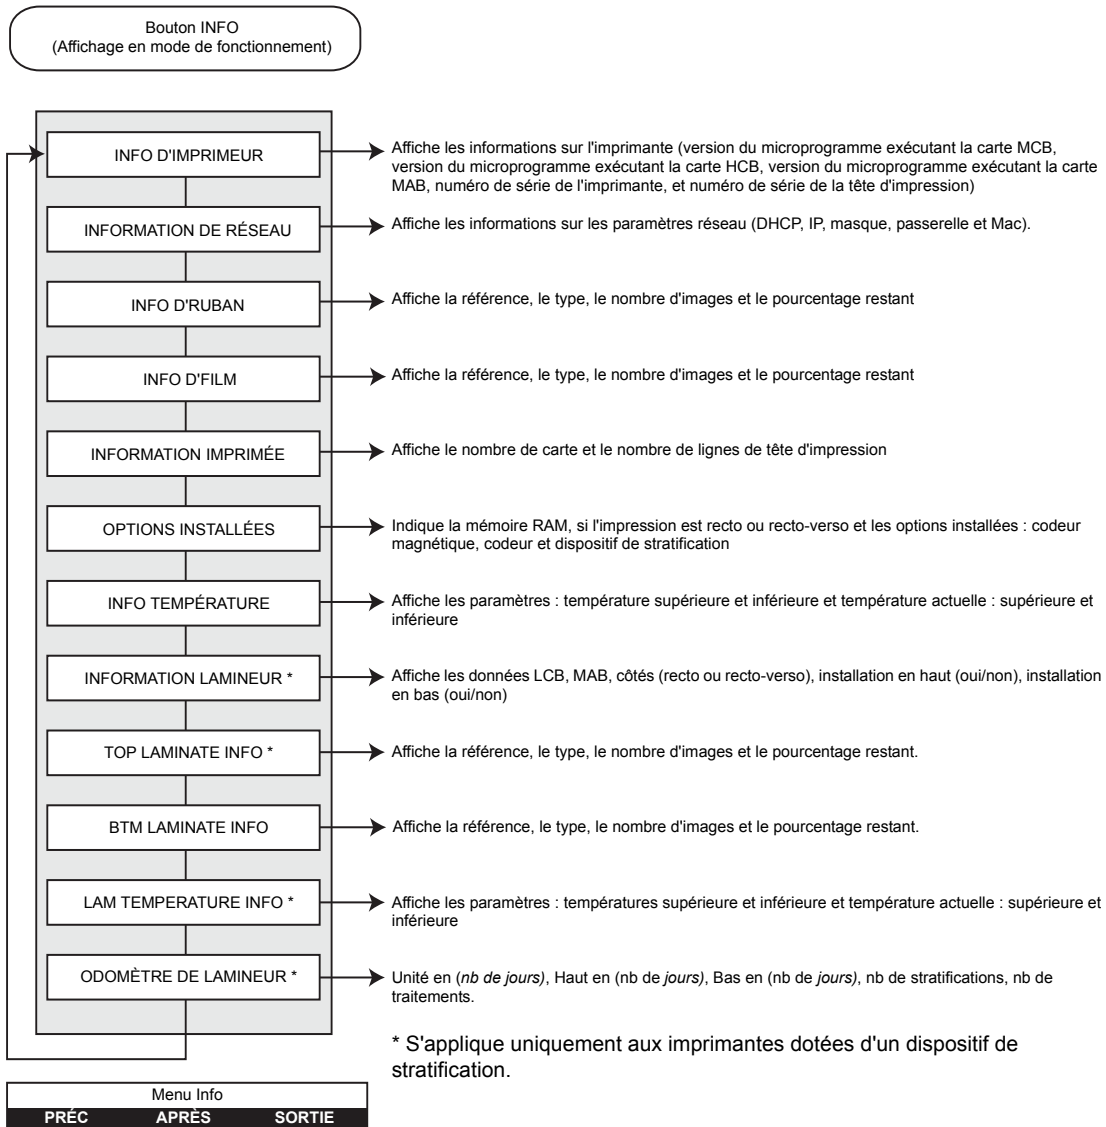 Bouton INFO
(Affichage en mode de fonctionnement)
INFO D'IMPRIMEUR
Affiche les informations sur l'imprimante (version du microprogramme exécutant la carte MCB,
version du microprogramme exécutant la carte HCB, version du microprogramme exécutant la carte
MAB, numéro de série de l'imprimante, et numéro de série de la tête d'impression)
INFORMATION DE RÉSEAU
Affiche les informations sur les paramètres réseau (DHCP, IP, masque, passerelle et Mac).
INFO D'RUBAN
Affiche la référence, le type, le nombre d'images et le pourcentage restant
INFO D'FILM
Affiche la référence, le type, le nombre d'images et le pourcentage restant
INFORMATION IMPRIMÉE
Affiche le nombre de carte et le nombre de lignes de tête d'impression
OPTIONS INSTALLÉES
Indique la mémoire RAM, si l'impression est recto ou recto-verso et les options installées : codeur
magnétique, codeur et dispositif de stratification
INFO TEMPÉRATURE
Affiche les paramètres : température supérieure et inférieure et température actuelle : supérieure et
inférieure
INFORMATION LAMINEUR *
Affiche les données LCB, MAB, côtés (recto ou recto-verso), installation en haut (oui/non), installation
en bas (oui/non)
TOP LAMINATE INFO *
Affiche la référence, le type, le nombre d'images et le pourcentage restant.
BTM LAMINATE INFO
Affiche la référence, le type, le nombre d'images et le pourcentage restant.
LAM TEMPERATURE INFO *
Affiche les paramètres : températures supérieure et inférieure et température actuelle : supérieure et
inférieure
ODOMÈTRE DE LAMINEUR *
Unité en (nb de jours), Haut en (nb de jours), Bas en (nb de jours), nb de stratifications, nb de
traitements.
* S'applique uniquement aux imprimantes dotées d'un dispositif de
stratification.
Menu Info
PRÉC APRÈS SORTIE